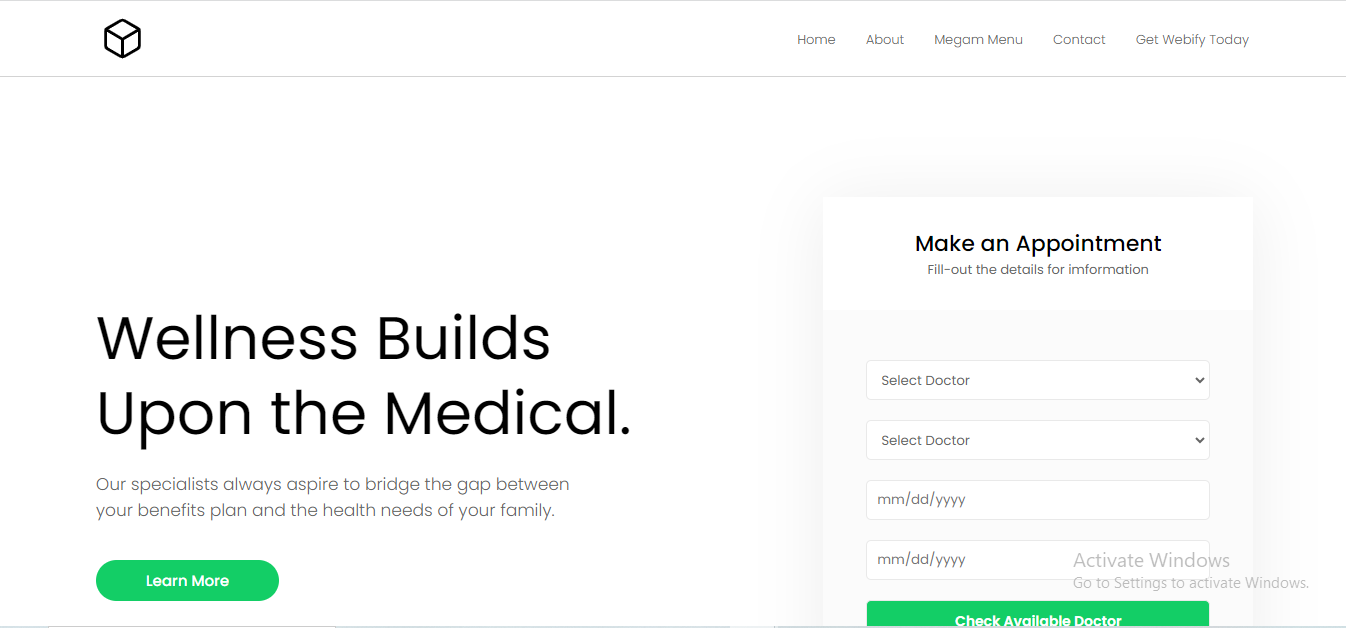 Home About Megam Menu Contact Get Webify Today
Wellness Builds
Upon the Medical.
Our specialists always aspire to bridge the gap between
your benefits plan and the health needs of your family.
Learn More
Make an Appointment
Fill-out the details for imformation
Select Doctor
Select Doctor
mm/dd/yyyy
mm/dd/yyyy
Check Available Doctor
Activate Windows
Go to Settings to activate Windows.